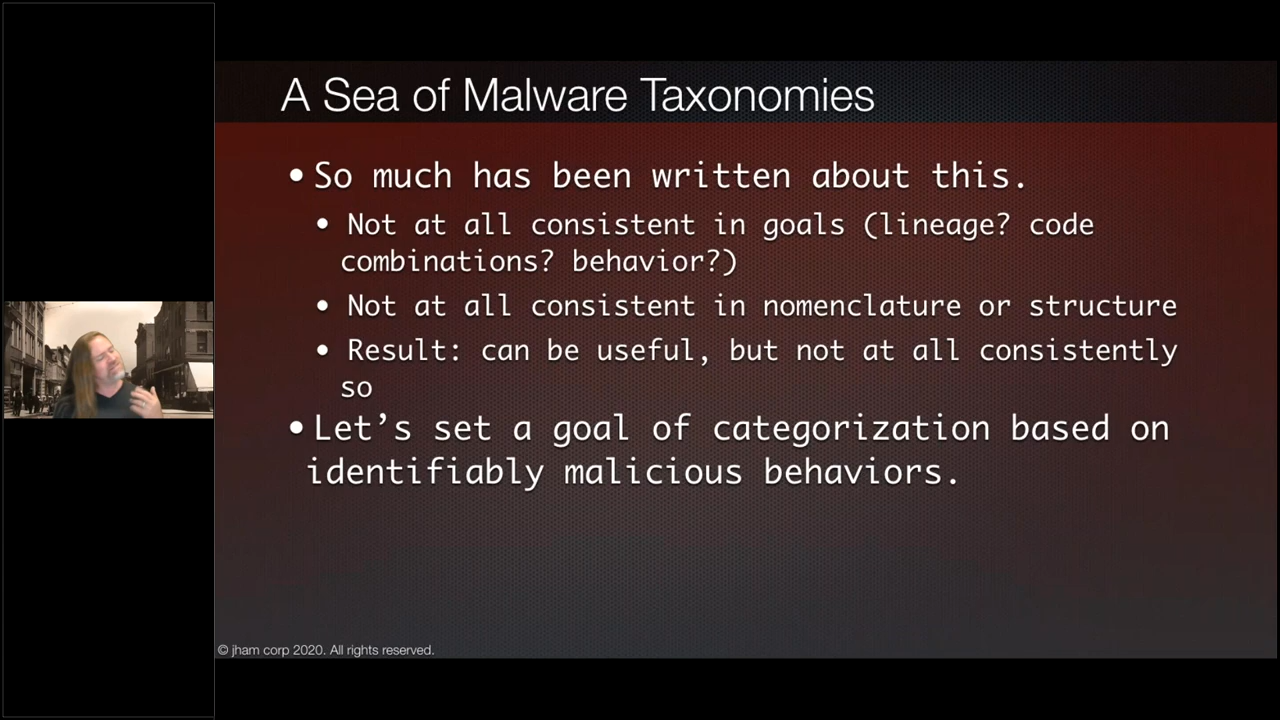 A Sea of Malware Taxonomies
• So much has been written about this.
• Not at all consistent in goals (lineage? code
combinations? behavior?)
• Not at all consistent in nomenclature or structure
• Result: can be useful, but not at all consistently
so
• Let’s set a goal of categorization based on
identifiably malicious behaviors.
© jham corp 2020. All rights reserved.